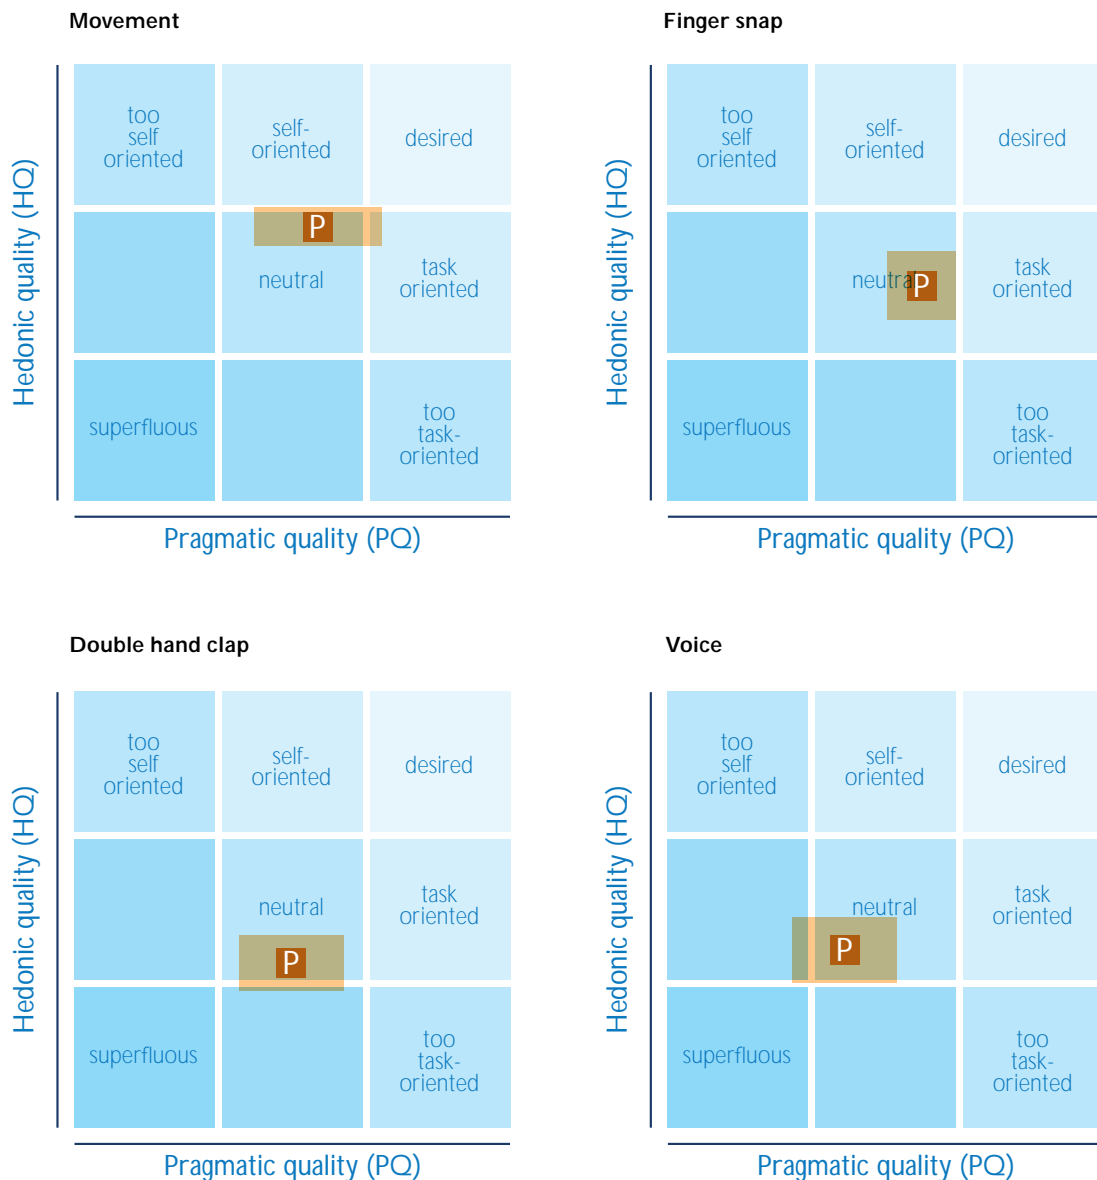 Movement
too
self
oriented
self-
oriented
desired
P
neutral
task
oriented
superfluous
too
task-
oriented
Hedonic quality (HQ)
Pragmatic quality (PQ)
Finger snap
too
self
oriented
self-
oriented
desired
neutral
P
task
oriented
superfluous
too
task-
oriented
Hedonic quality (HQ)
Pragmatic quality (PQ)
Double hand clap
too
self
oriented
self-
oriented
desired
neutral
task
oriented
P
superfluous
too
task-
oriented
Hedonic quality (HQ)
Pragmatic quality (PQ)
Voice
too
self
oriented
self-
oriented
desired
neutral
task
oriented
P
superfluous
too
task-
oriented
Hedonic quality (HQ)
Pragmatic quality (PQ)